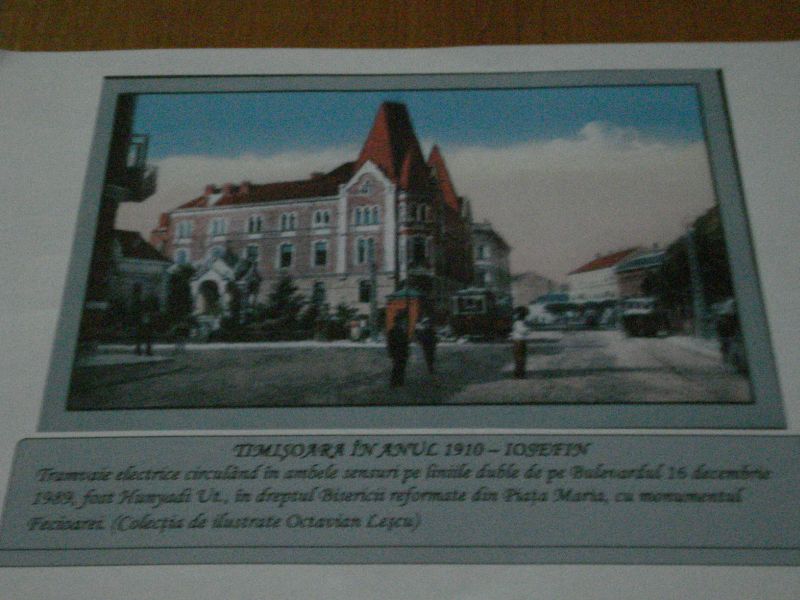 TIMIȘOARA ÎN ANUL 1910 – IOSEFIN
Tramvaie electrice circulând în ambele sensuri pe liniile duble de pe Bulevardul 16 decembrie
1989, fost Hunyadi Ut., în dreptul Bisericii reformate din Piața Maria, cu monumentul
Fecioarei. (Colecția de ilustrate Octavian Leșcu)